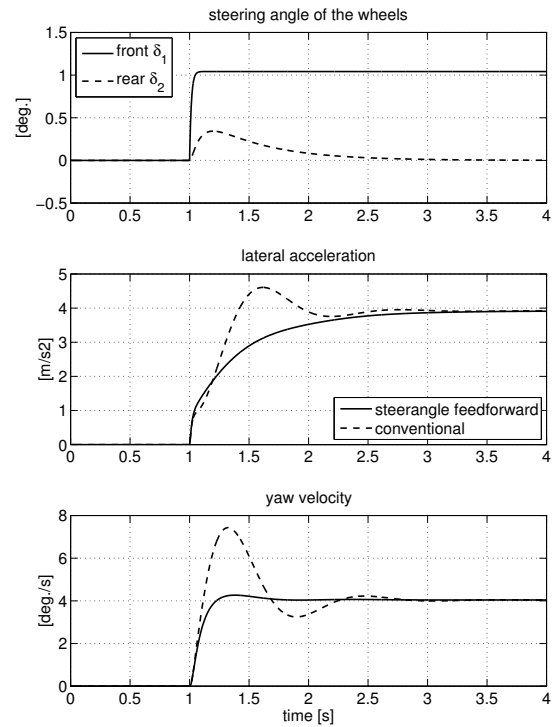 steering angle of the wheels
1.5
1
0.5
0
−0.5
[deg.]
front δ1
rear δ2
0 0.5 1 1.5 2 2.5 3 3.5 4
lateral acceleration
5
4
3
2
1
0
[m/s2]
steerangle feedforward
conventional
0 0.5 1 1.5 2 2.5 3 3.5 4
yaw velocity
8
6
4
2
0
[deg./s]
0 0.5 1 1.5 2 2.5 3 3.5 4
time [s]